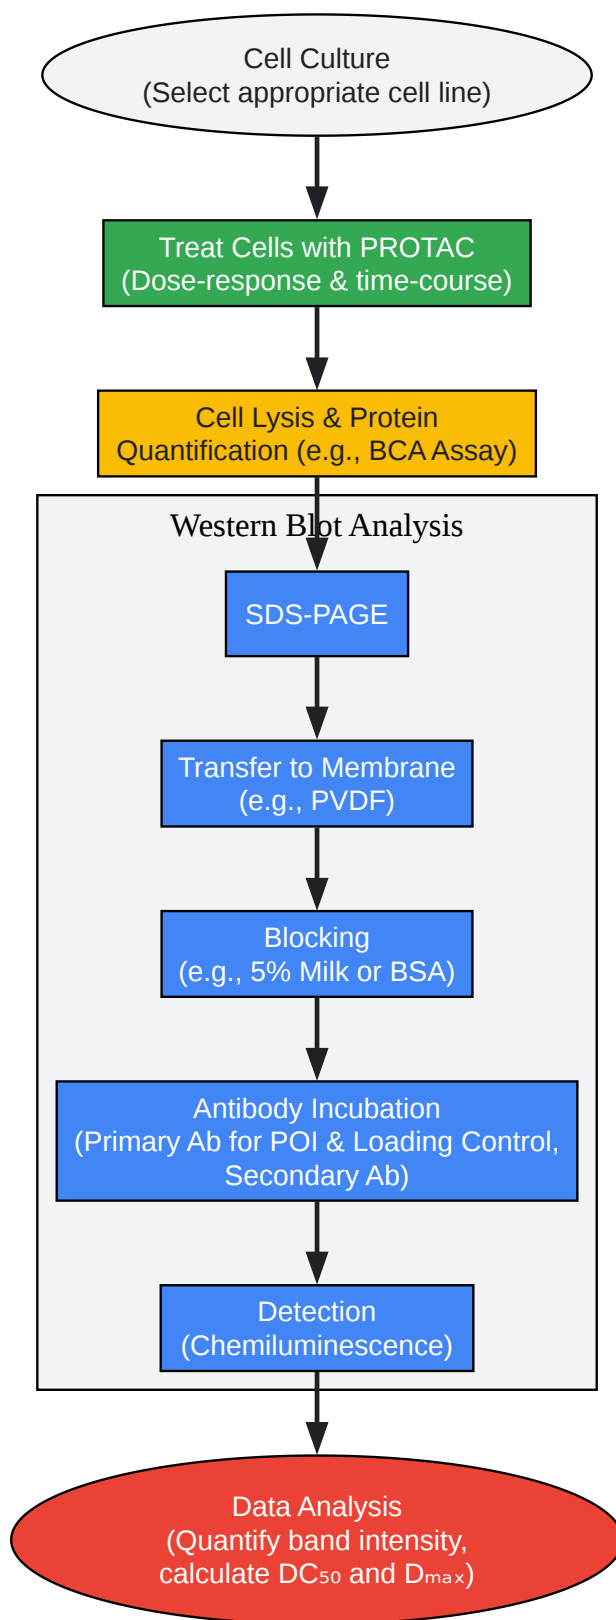 Cell Culture
(Select appropriate cell line)
Treat Cells with PROTAC
(Dose-response & time-course)
Cell Lysis & Protein
Quantification (e.g., BCA Assay)
Western Blot Analysis
SDS-PAGE
Transfer to Membrane
(e.g., PVDF)
Blocking
(e.g., 5% Milk or BSA)
Antibody Incubation
(Primary Ab for POI & Loading Control,
Secondary Ab)
Detection
(Chemiluminescence)
Data Analysis
(Quantify band intensity,
calculate DC₅₀ and Dₘₐₓ)